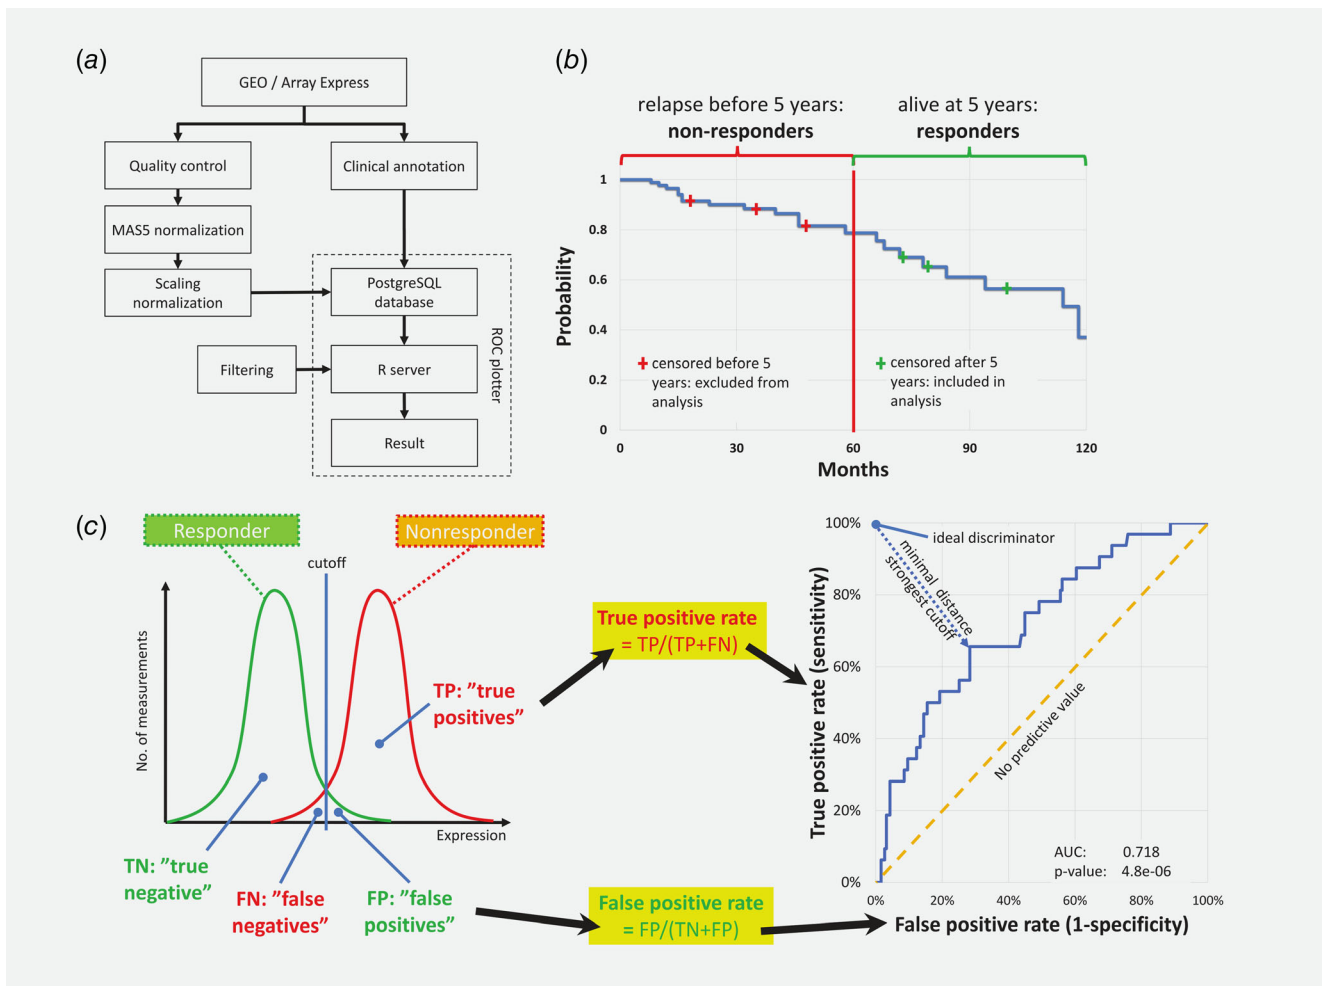 (a)
GEO / Array Express
Quality control
Clinical annotation
MAS5 normalization
Scaling
normalization
PostgreSQL
database
Filtering
R server
Result
ROC plotter
(b)
relapse before 5 years:
non-responders
alive at 5 years:
responders
Probability
1
0.8
0.6
0.4
0.2
0
censored before 5
years: excluded from
analysis
censored after 5
years: included in
analysis
0
30
60
90
120
Months
(c)
Responder
Nonresponder
cutoff
No. of measurements
Expression
TP: ”true
positives”
TN: ”true
negative”
FN: ”false
negatives”
FP: ”false
positives”
True positive rate
= TP/(TP+FN)
False positive rate
= FP/(TN+FP)
True positive rate (sensitivity)
100%
80%
60%
40%
20%
0%
ideal discriminator
minimal distance
strongest cutoff
No predictive value
AUC: 0.718
p-value: 4.8e-06
0%
20%
40%
60%
80%
100%
False positive rate (1-specificity)